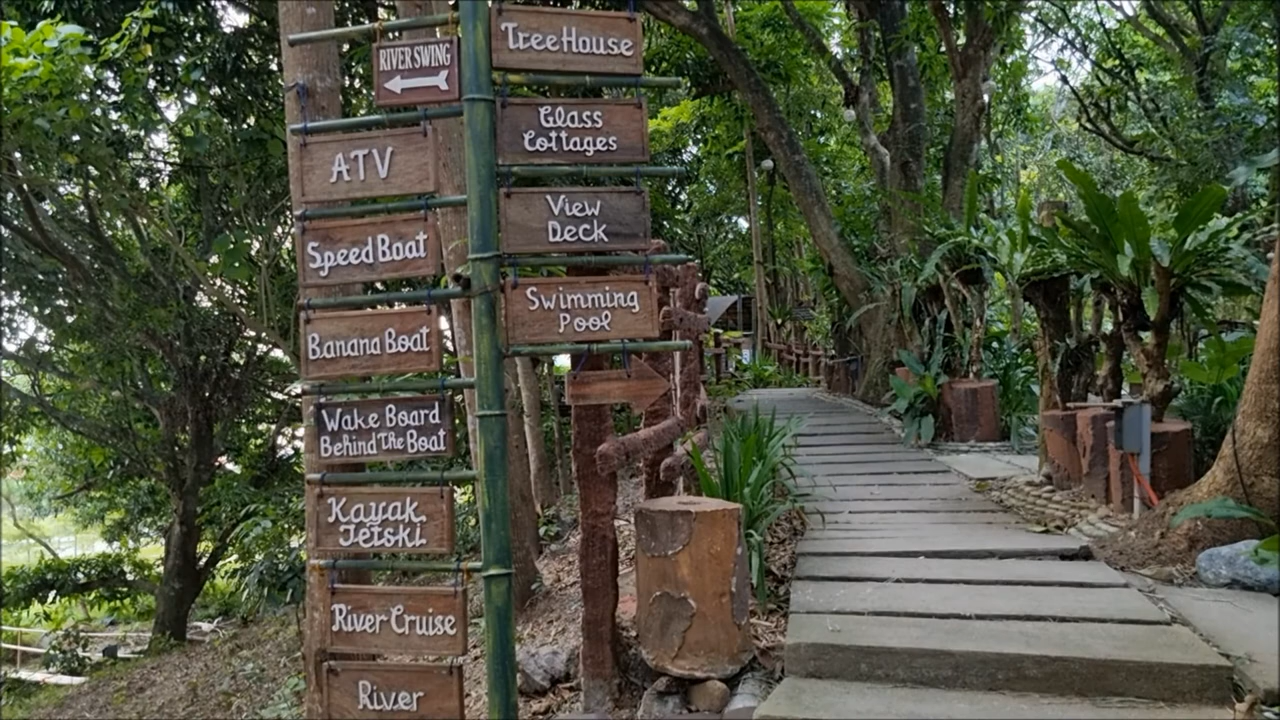 RIVER SWING
ATV
Speed Boat
Banana Boat
Wake Board
Behind The Boat
Kayak
Jetski
River Cruise
River
Tree House
Glass
Cottages
View
Deck
Swimming
Pool